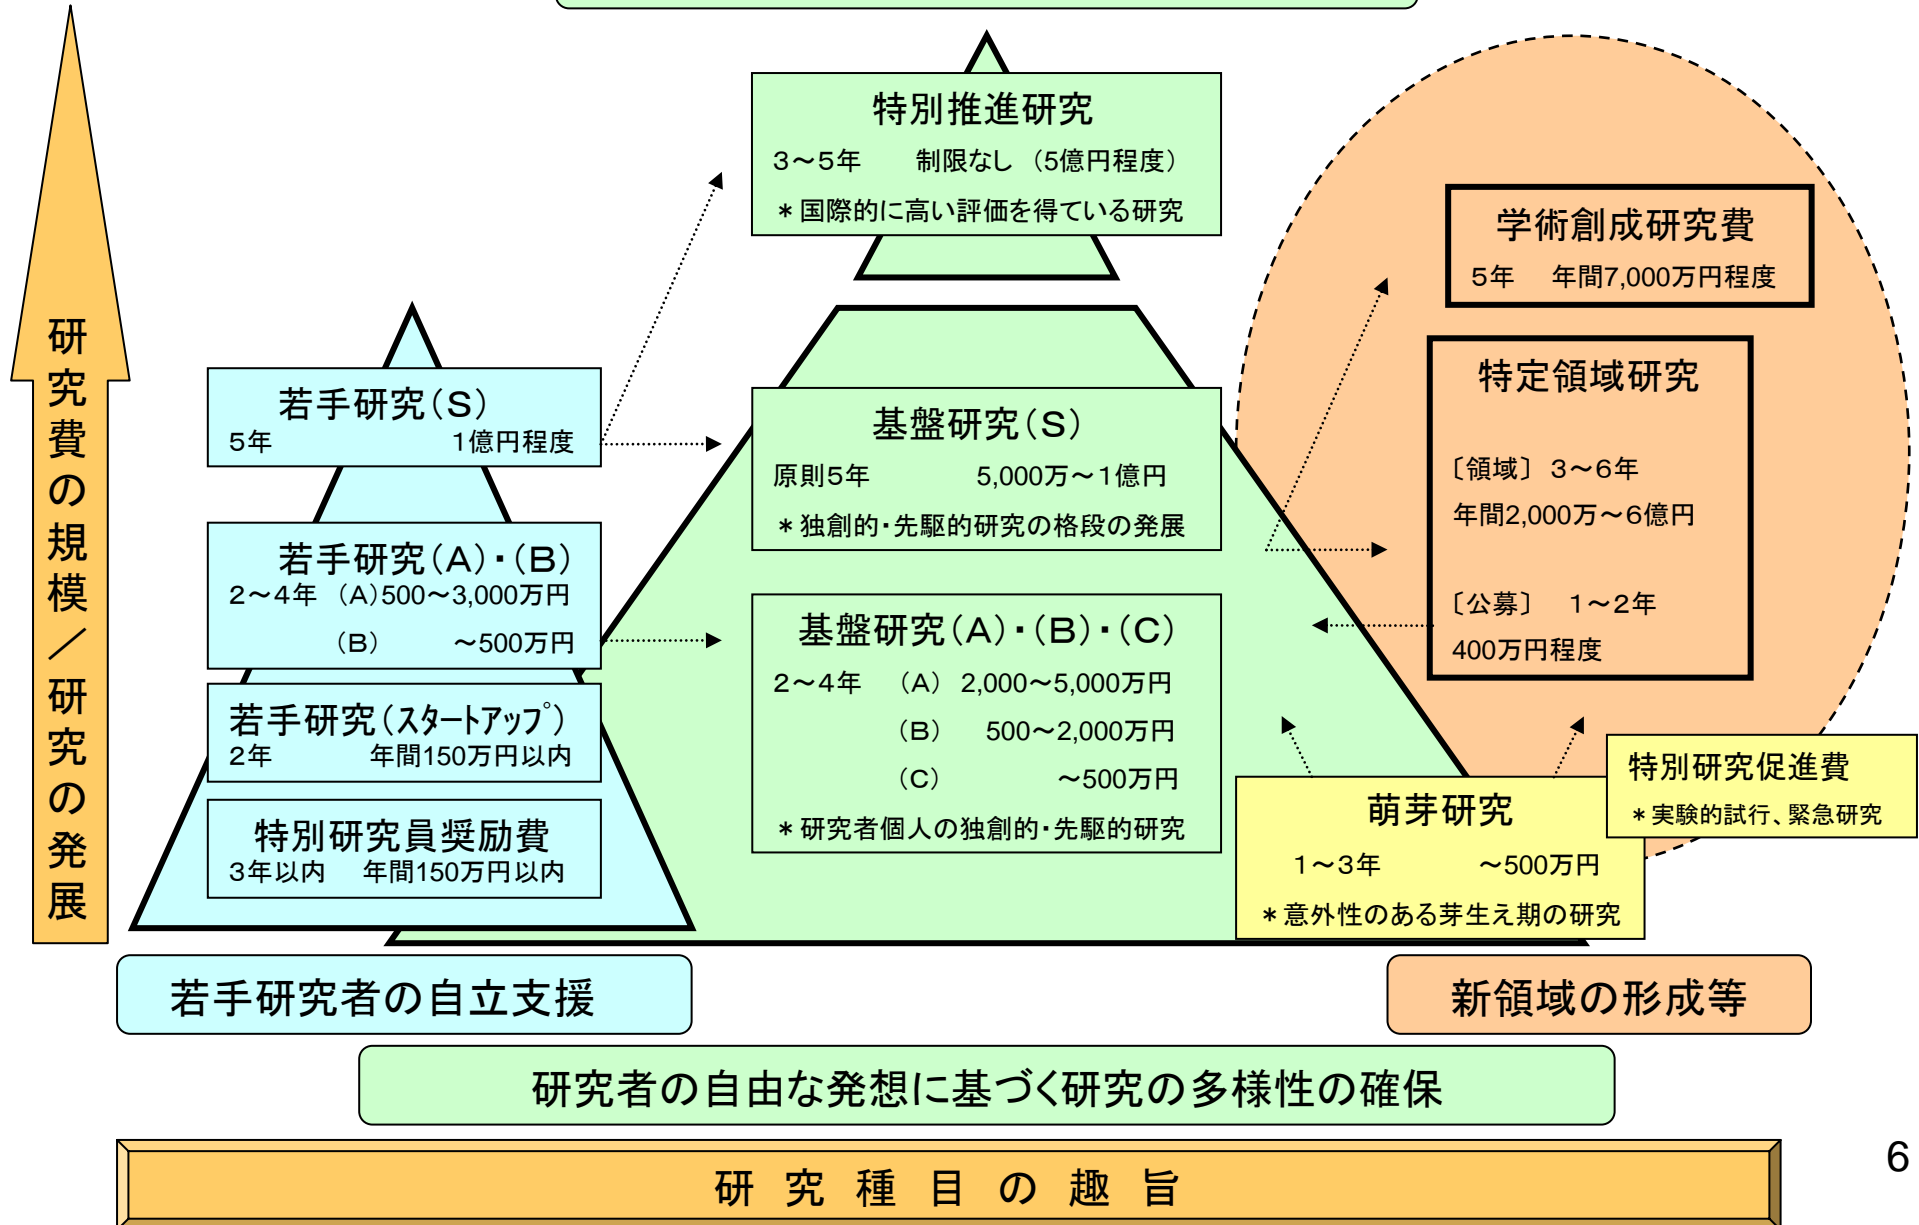 特別推進研究
３～５年　制限なし （5億円程度）
＊国際的に高い評価を得ている研究
学術創成研究費
5年　年間7,000万円程度
特定領域研究
〔領域〕 3～6年
年間2,000万～6億円
〔公募〕 1～2年
400万円程度
若手研究（S）
5年　1億円程度
若手研究（A）・（B）
2～4年 （A）500～3,000万円
（B）　～500万円
若手研究（ｽﾀｰﾄｱｯﾌﾟ）
2年　年間150万円以内
特別研究員奨励費
3年以内　年間150万円以内
基盤研究（S）
原則5年　5,000万～1億円
＊独創的・先駆的研究の格段の発展
基盤研究（A）・（B）・（C）
2～4年　（A） 2,000～5,000万円
（B）　500～2,000万円
（C）　～500万円
＊研究者個人の独創的・先駆的研究
特別研究促進費
＊実験的試行、緊急研究
萌芽研究
1～3年　～500万円
＊意外性のある芽生え期の研究
研究費の規模／研究の発展
若手研究者の自立支援
新領域の形成等
研究者の自由な発想に基づく研究の多様性の確保
研究種目の趣旨
6